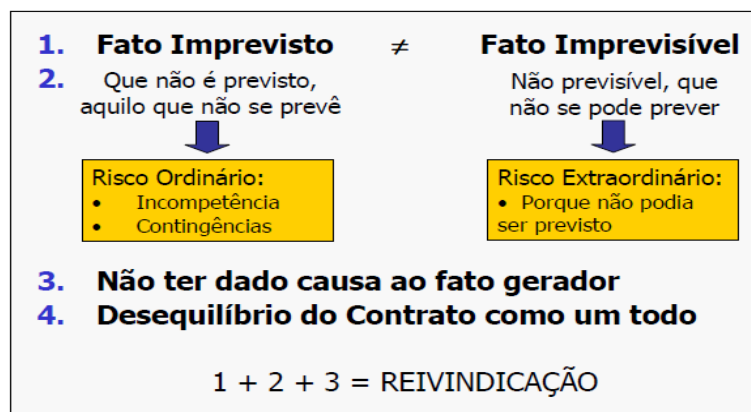 1. Fato Imprevisto ≠ Fato Imprevisível
2. Que não é previsto,
aquilo que não se prevê
Não previsível, que
não se pode prever
Risco Ordinário:
• Incompetência
• Contingências
Risco Extraordinário:
• Porque não podia
ser previsto
3. Não ter dado causa ao fato gerador
4. Desequilíbrio do Contrato como um todo
1 + 2 + 3 = REIVINDICAÇÃO